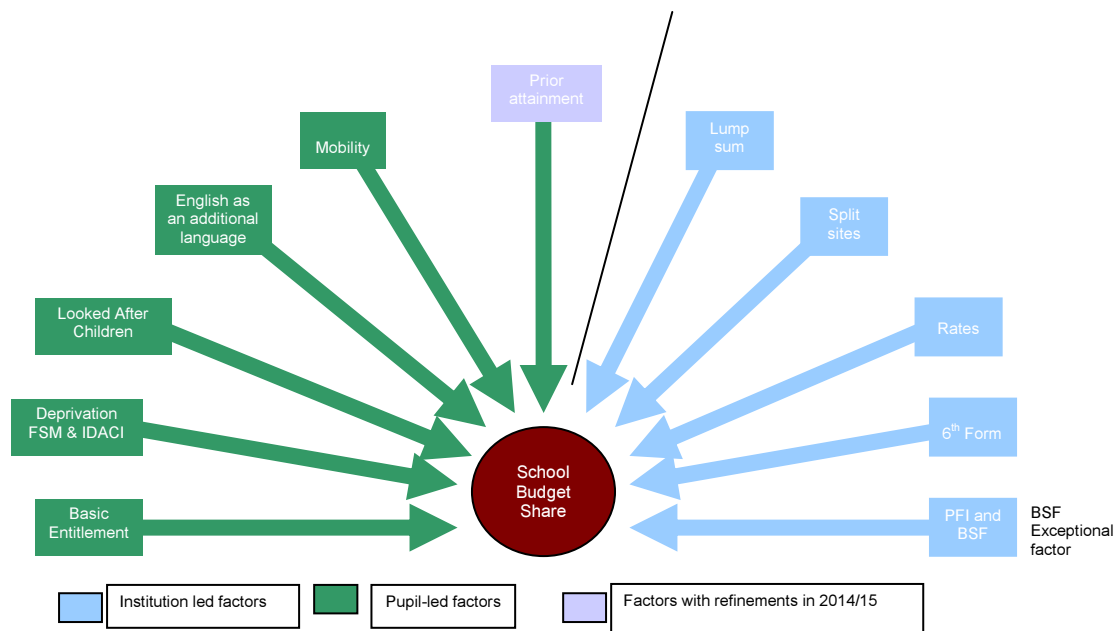 Prior
attainment
Mobility
Lump
sum
English as
an additional
language
Split
sites
Looked After
Children
Rates
Deprivation
FSM & IDACI
6th Form
School
Budget
Share
Basic
Entitlement
PFI and
BSF
BSF
Exceptional
factor
Institution led factors
Pupil-led factors
Factors with refinements in 2014/15